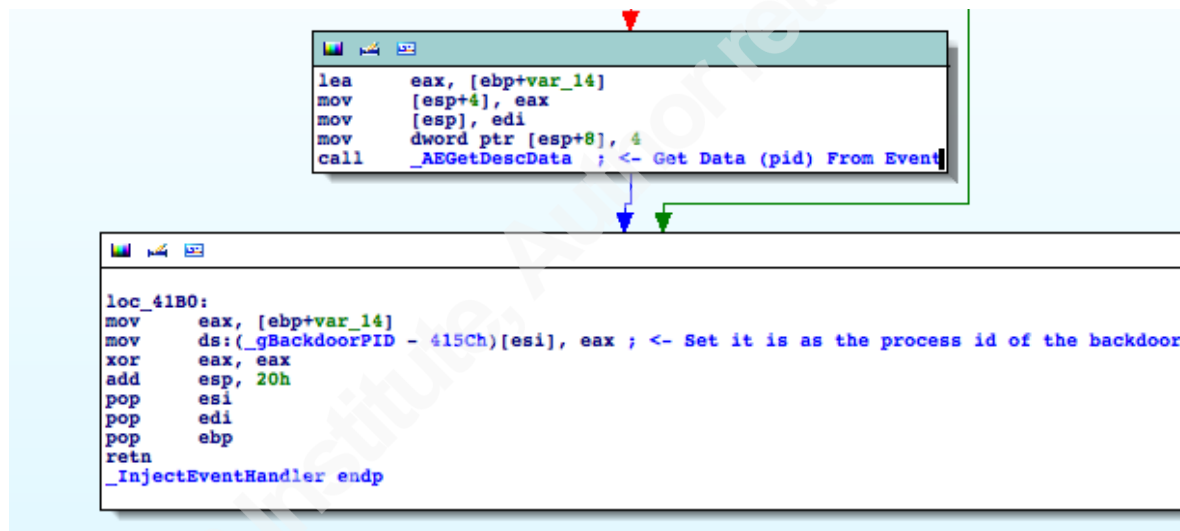 lea eax, [ebp+var_14]
mov [esp+4], eax
mov [esp], edi
mov dword ptr [esp+8], 4
call _AEGetDescData ; <- Get Data (pid) From Event
loc_41B0:
mov eax, [ebp+var_14]
mov ds:(_gBackdoorPID - 415Ch)[esi], eax ; <- Set it is as the process id of the backdoor
xor eax, eax
add esp, 20h
pop esi
pop edi
pop ebp
retn
_InjectEventHandler endp
Institute, Author re